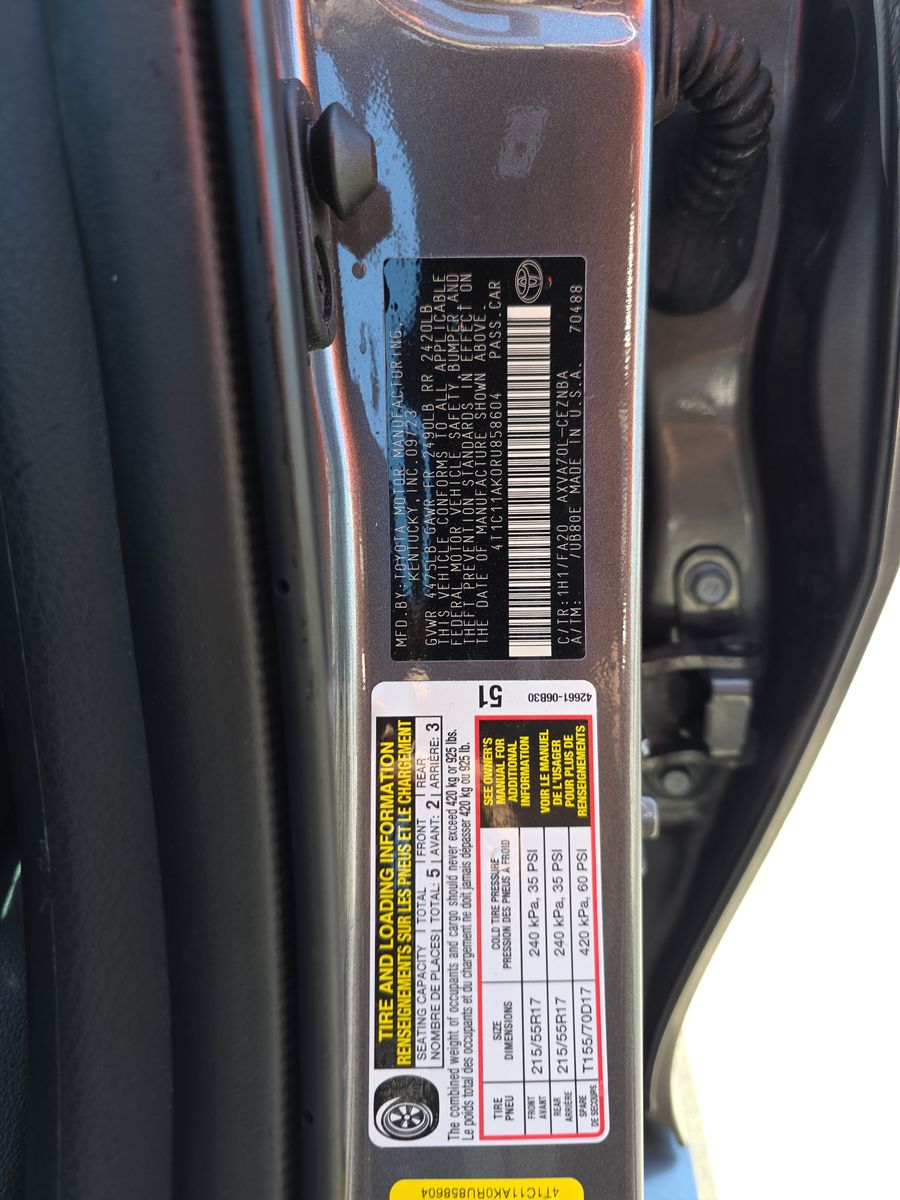 MFD.BY:TOYOTA MOTOR MANUFACTURING,
KENTUCKY, INC. 09/23
GVWR 4475LB GAWR FR 2490LB RR 2420LB
THIS VEHICLE CONFORMS TO ALL APPLICABLE
FEDERAL MOTOR VEHICLE SAFETY, BUMPER AND
THEFT PREVENTION STANDARDS IN EFFECT ON
THE DATE OF MANUFACTURE SHOWN ABOVE.
4T1C11AK0RU858604 PASS.CAR
C/TR:1H1/FA20 AXVA70L-CEZNBA
A/TM: /UB80E MADE IN U.S.A. 70488
TIRE AND LOADING INFORMATION
RENSEIGNEMENTS SUR LES PNEUS ET LE CHARGEMENT
SEATING CAPACITY | TOTAL | FRONT | REAR
NOMBRE DE PLACES | TOTAL: 5 | AVANT: 2 | ARRIÈRE: 3
The combined weight of occupants and cargo should never exceed 420 kg or 925 lbs.
Le poids total des occupants et du chargement ne doit jamais dépasser 420 kg ou 925 lb.
TIRE SIZE COLD TIRE PRESSURE
PNEU DIMENSIONS PRESSION DES PNEUS À FROID
FRONT
AVANT 215/55R17 240 kPa, 35 PSI
REAR
ARRIÈRE 215/55R17 240 kPa, 35 PSI
SPARE
DE SECOURS T155/70D17 420 kPa, 60 PSI
SEE OWNER'S
MANUAL FOR
ADDITIONAL
INFORMATION
VOIR LE MANUEL
DE L'USAGER
POUR PLUS DE
RENSEIGNEMENTS
51
42661-06B30
4T1C11AK0RU858604